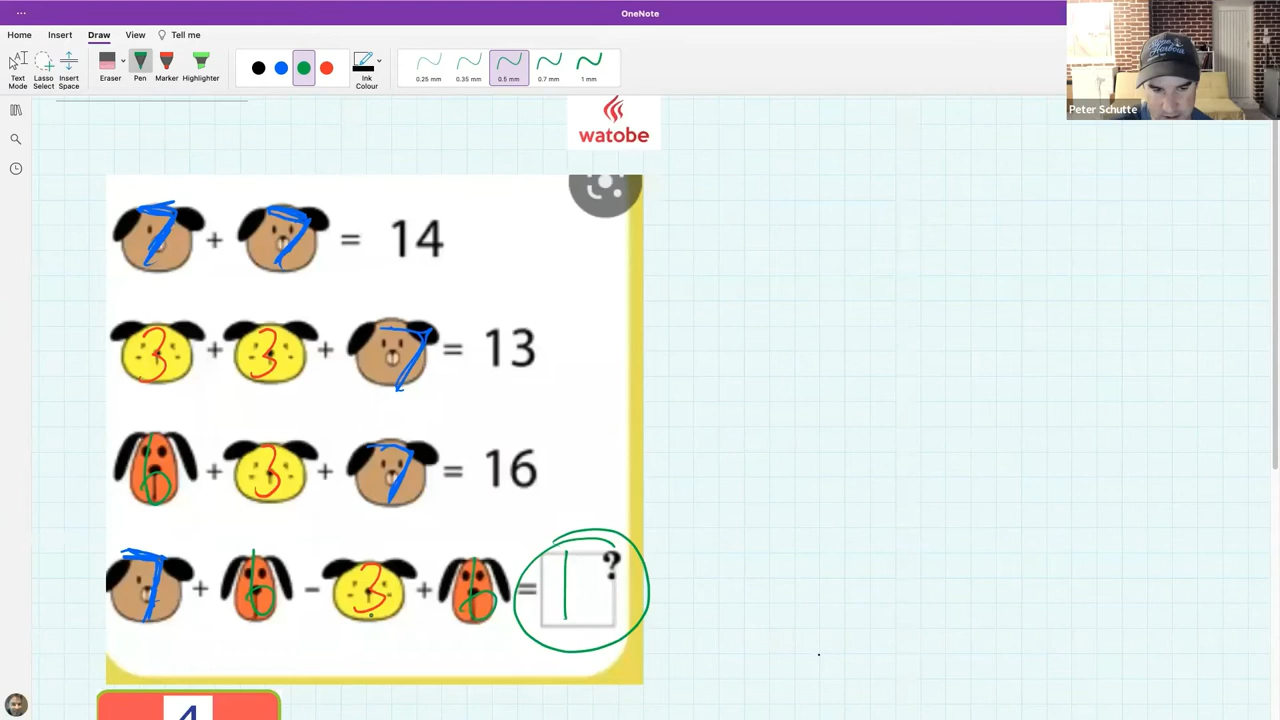 OneNote
Home Insert Draw View Tell me
Text Mode
Lasso Select
Insert Space
Eraser
Pen
Marker
Highlighter
0.25 mm
0.35 mm
0.5 mm
0.7 mm
1 mm
Colour
Peter Schutte
watobe
7 + 7 = 14
3 + 3 + 7 = 13
6 + 3 + 7 = 16
7 + 6 − 3 + 6 = 1 ?
4